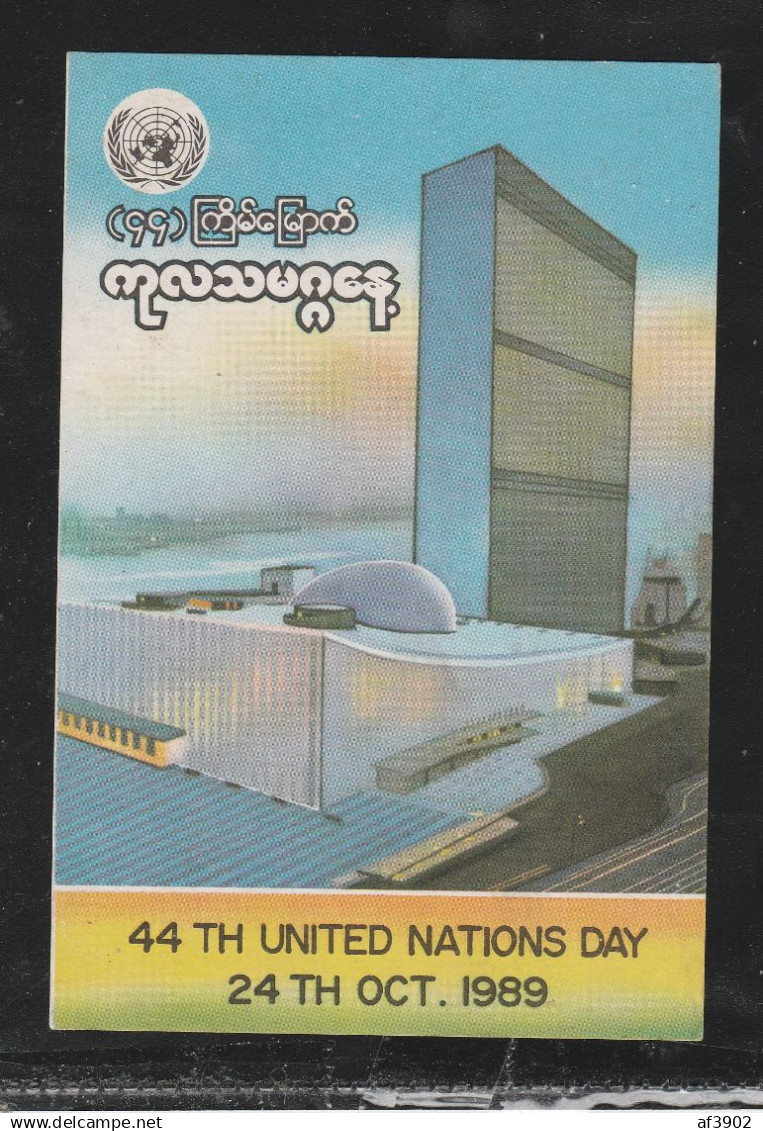 (၄၄) ကြိမ်မြောက်
ကုလသမဂ္ဂနေ့
44 TH UNITED NATIONS DAY
24 TH OCT. 1989
delcampe.net
af3902